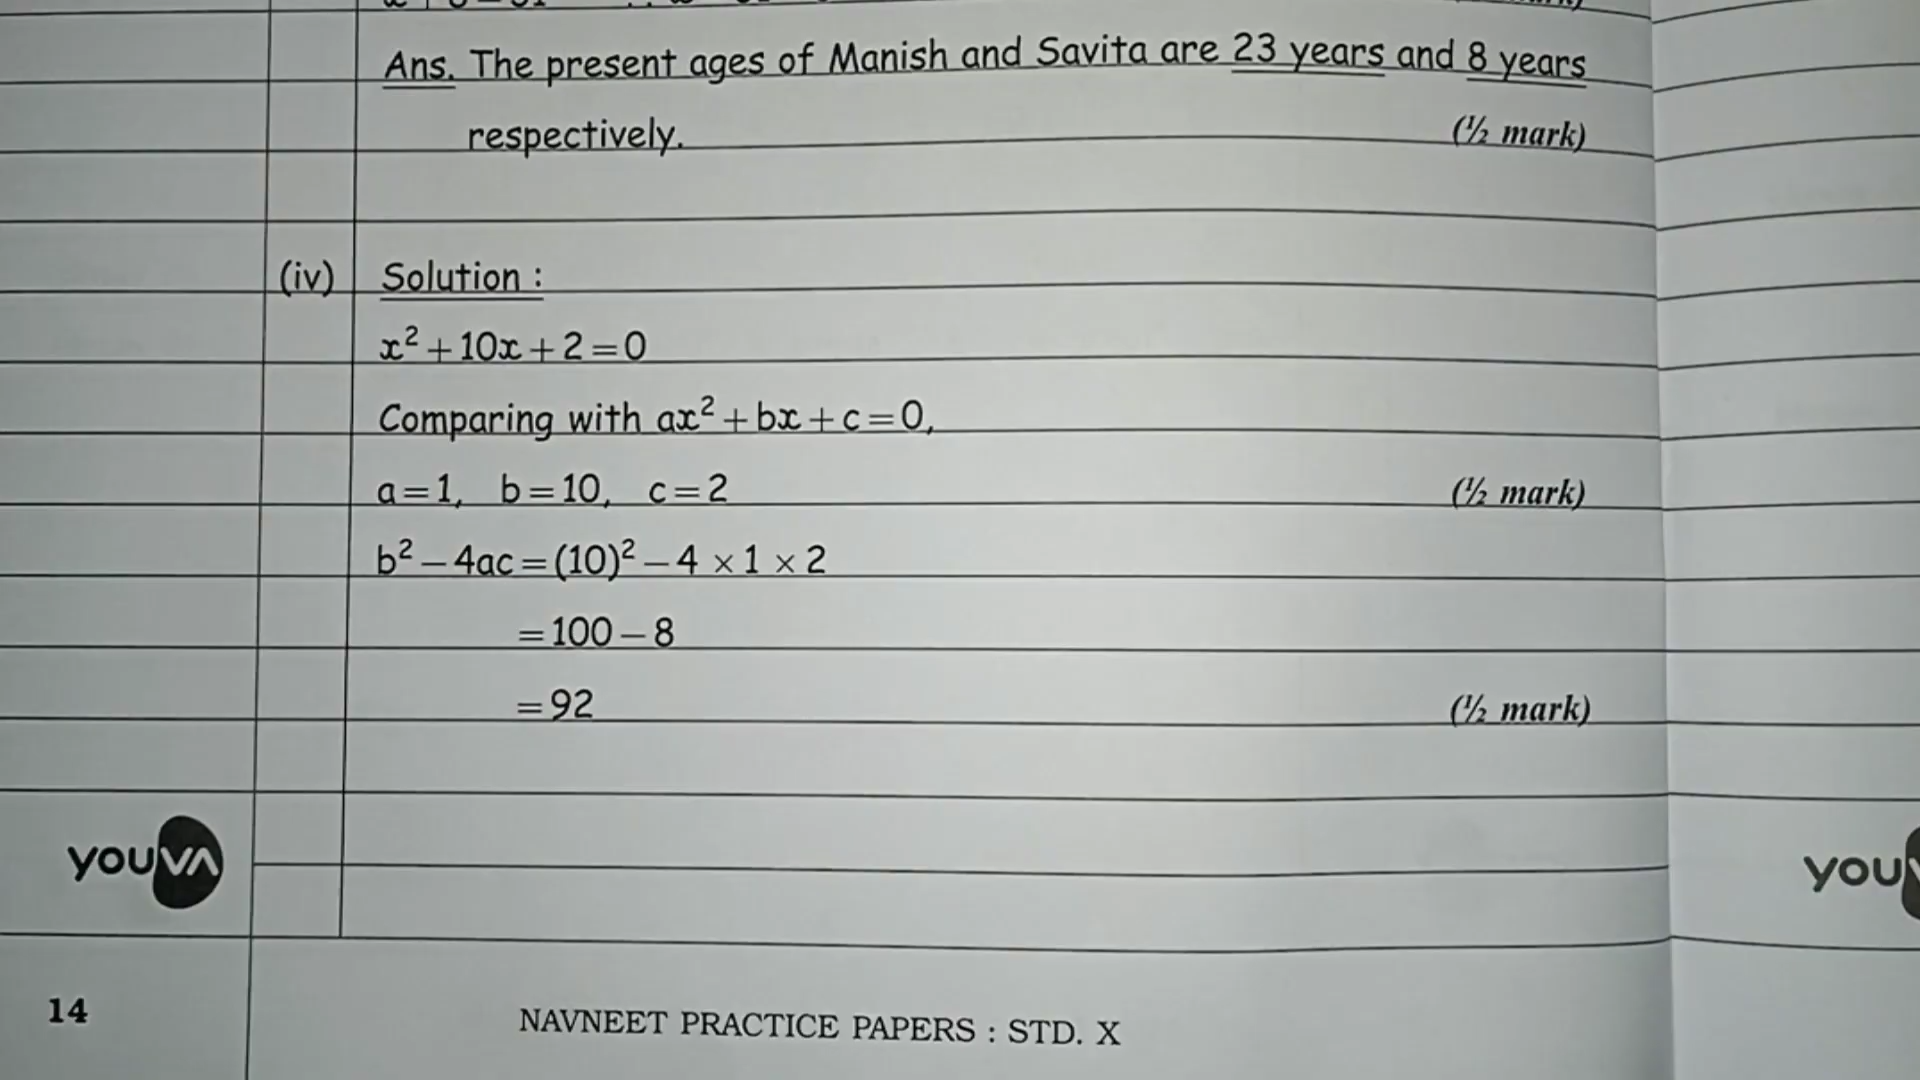 Ans. The present ages of Manish and Savita are 23 years and 8 years
respectively. (½ mark)
(iv) Solution :
x² + 10x + 2 = 0
Comparing with ax² + bx + c = 0,
a = 1, b = 10, c = 2 (½ mark)
b² – 4ac = (10)² – 4 × 1 × 2
= 100 – 8
= 92 (½ mark)
youva
you
14
NAVNEET PRACTICE PAPERS : STD. X